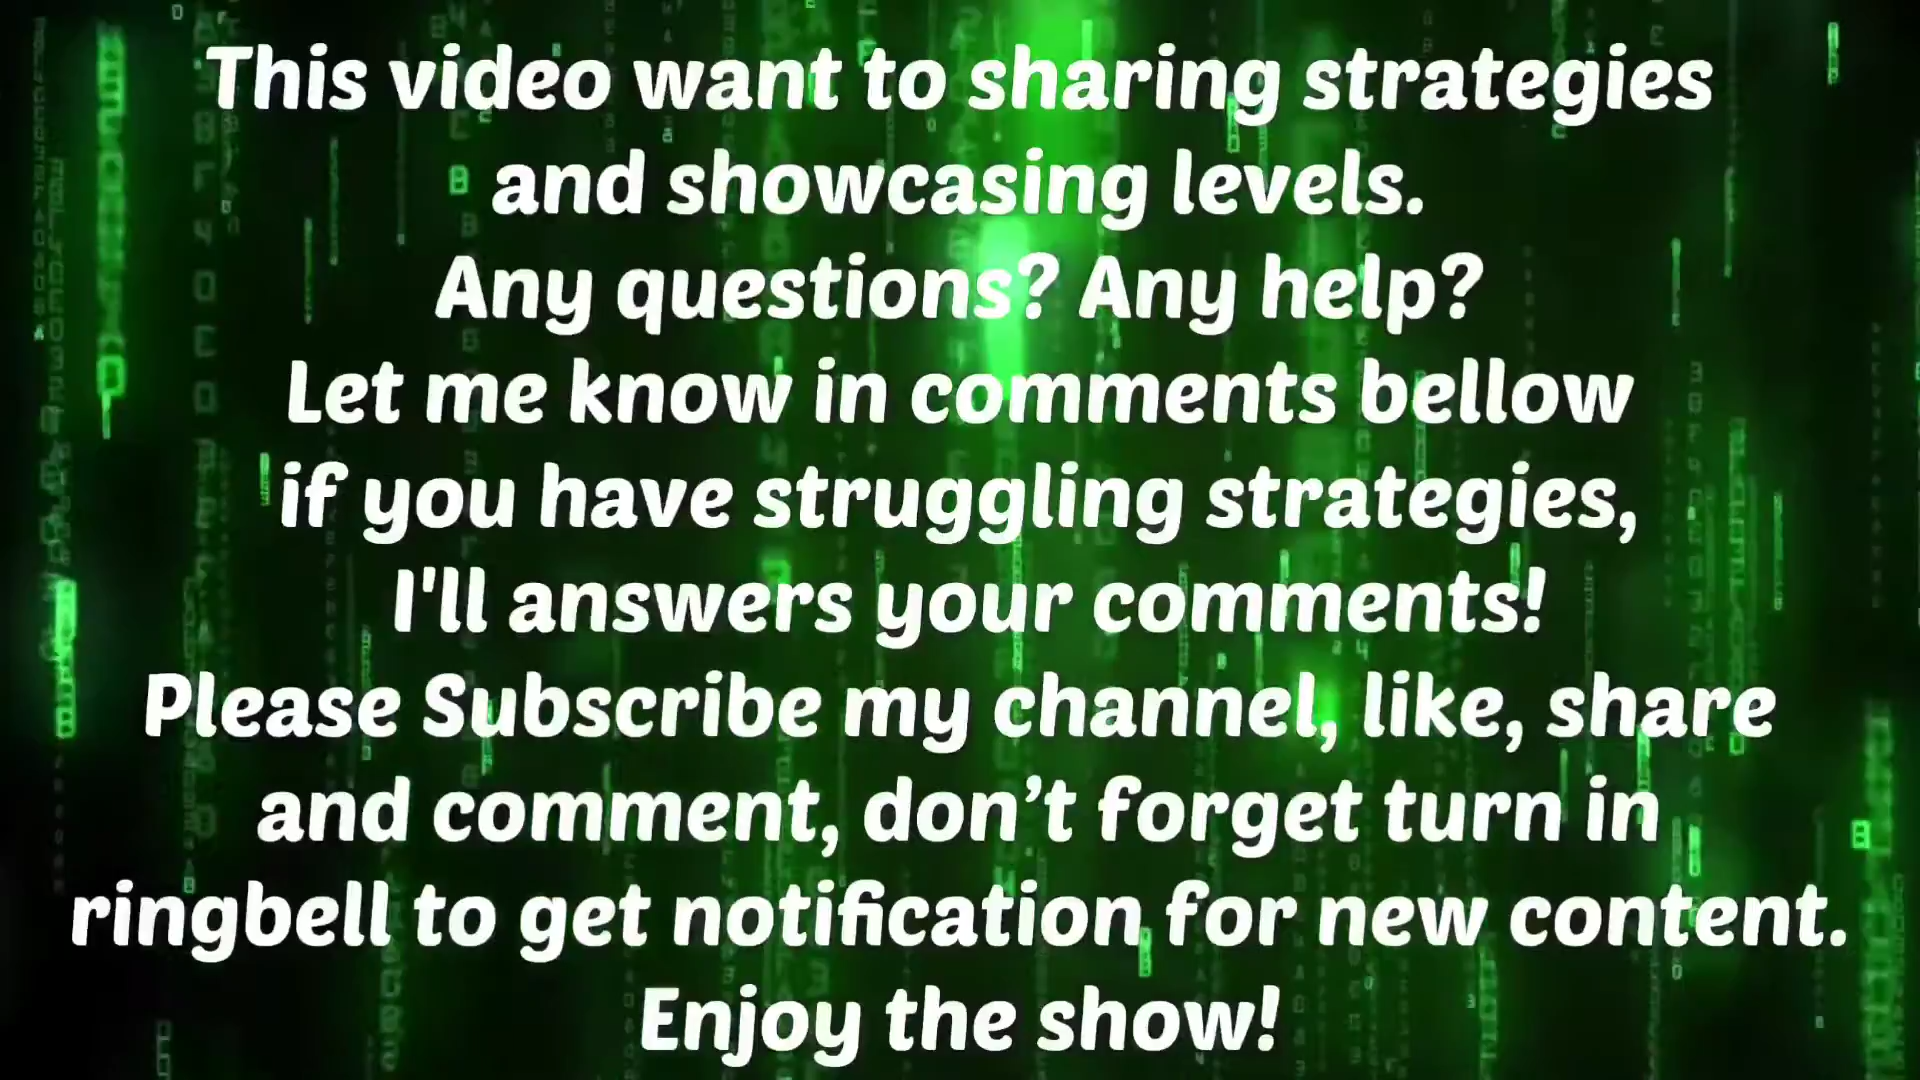 This video want to sharing strategies
and showcasing levels.
Any questions? Any help?
Let me know in comments bellow
if you have struggling strategies,
I'll answers your comments!
Please Subscribe my channel, like, share
and comment, don’t forget turn in
ringbell to get notification for new content.
Enjoy the show!